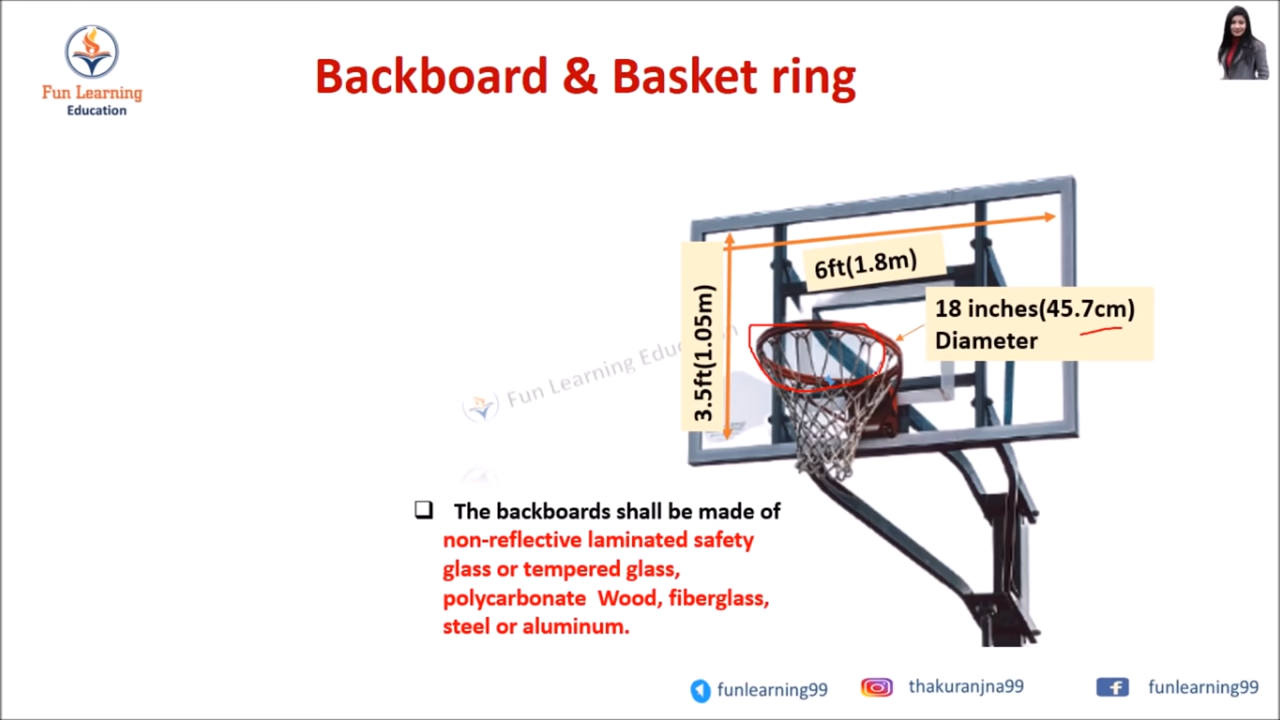 Fun Learning
Education
Backboard & Basket ring
6ft(1.8m)
3.5ft(1.05m)
18 inches(45.7cm)
Diameter
Fun Learning Educ
The backboards shall be made of
non-reflective laminated safety
glass or tempered glass,
polycarbonate Wood, fiberglass,
steel or aluminum.
funlearning99
thakuranjna99
funlearning99